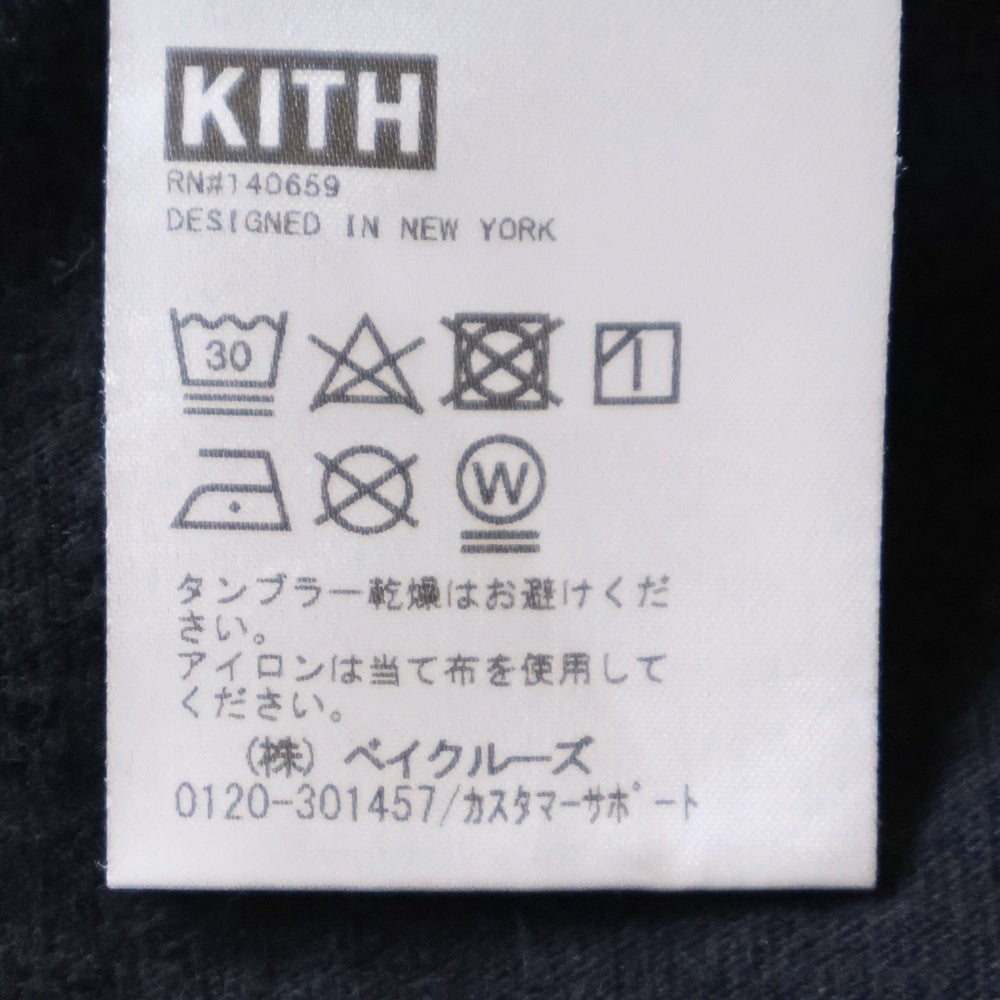 KITH
RN#140659
DESIGNED IN NEW YORK
30
W
タンブラー乾燥はお避けくだ
さい。
アイロンは当て布を使用して
ください。
(株) ベイクルーズ
0120-301457/カスタマーサポート